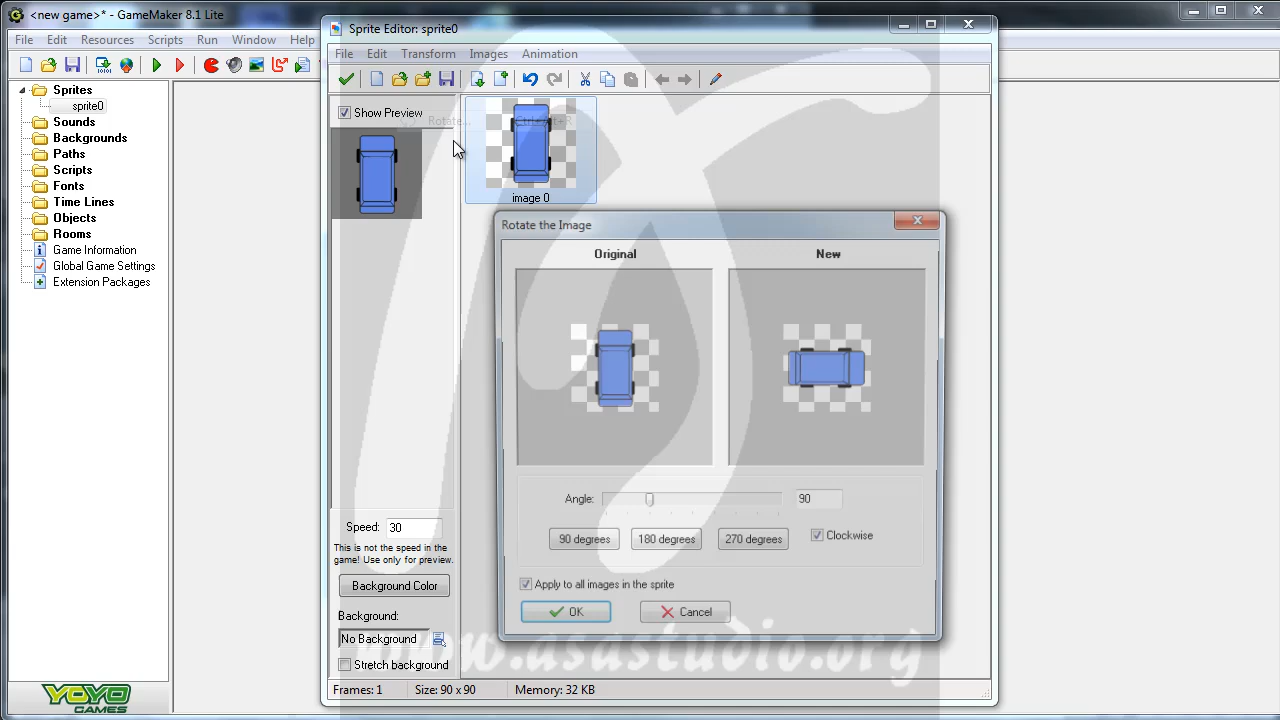 <new game>* - GameMaker 8.1 Lite
File Edit Resources Scripts Run Window Help
Sprites
sprite0
Sounds
Backgrounds
Paths
Scripts
Fonts
Time Lines
Objects
Rooms
Game Information
Global Game Settings
Extension Packages
YOYO
GAMES
Sprite Editor: sprite0
File Edit Transform Images Animation
Show Preview
Rotate... Ctrl+Alt+R
image 0
Speed: 30
This is not the speed in the
game! Use only for preview.
Background Color
Background:
No Background
Stretch background
Frames: 1 Size: 90 x 90 Memory: 32 KB
Rotate the Image
Original New
Angle: 90
90 degrees 180 degrees 270 degrees Clockwise
Apply to all images in the sprite
OK Cancel
www.asastudio.org